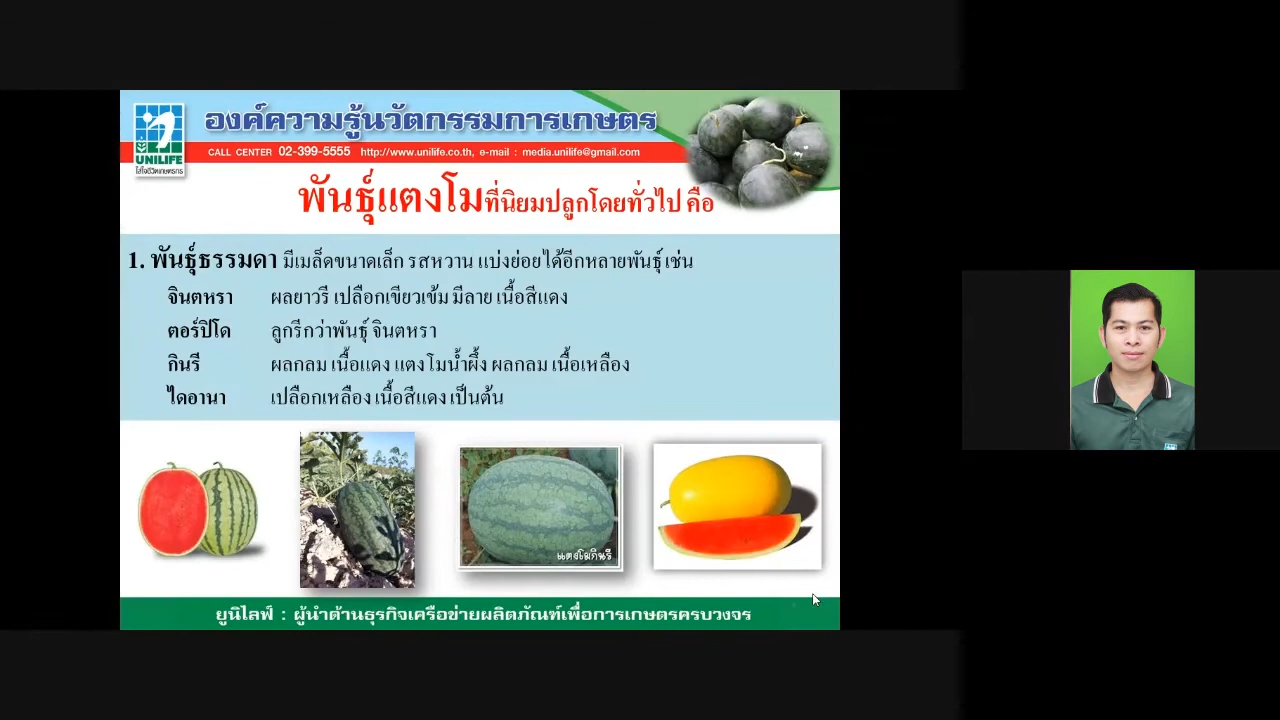 องค์ความรู้นวัตกรรมการเกษตร
UNILIFE
ใส่ใจชีวิตเกษตรกร
CALL CENTER 02-399-5555 http://www.unilife.co.th, e-mail : media.unilife@gmail.com
พันธุ์แตงโมที่นิยมปลูกโดยทั่วไป คือ
1. พันธุ์ธรรมดา มีเมล็ดขนาดเล็ก รสหวาน แบ่งย่อยได้อีกหลายพันธุ์ เช่น
จินตหรา ผลยาวรี เปลือกเขียวเข้ม มีลาย เนื้อสีแดง
ตอร์ปิโด ลูกรีกว่าพันธุ์ จินตหรา
กินรี ผลกลม เนื้อแดง แตงโมน้ำผึ้ง ผลกลม เนื้อเหลือง
ไดอานา เปลือกเหลือง เนื้อสีแดง เป็นต้น
แตงโมกินรี
ยูนิไลฟ์ : ผู้นำด้านธุรกิจเครือข่ายผลิตภัณฑ์เพื่อการเกษตรครบวงจร